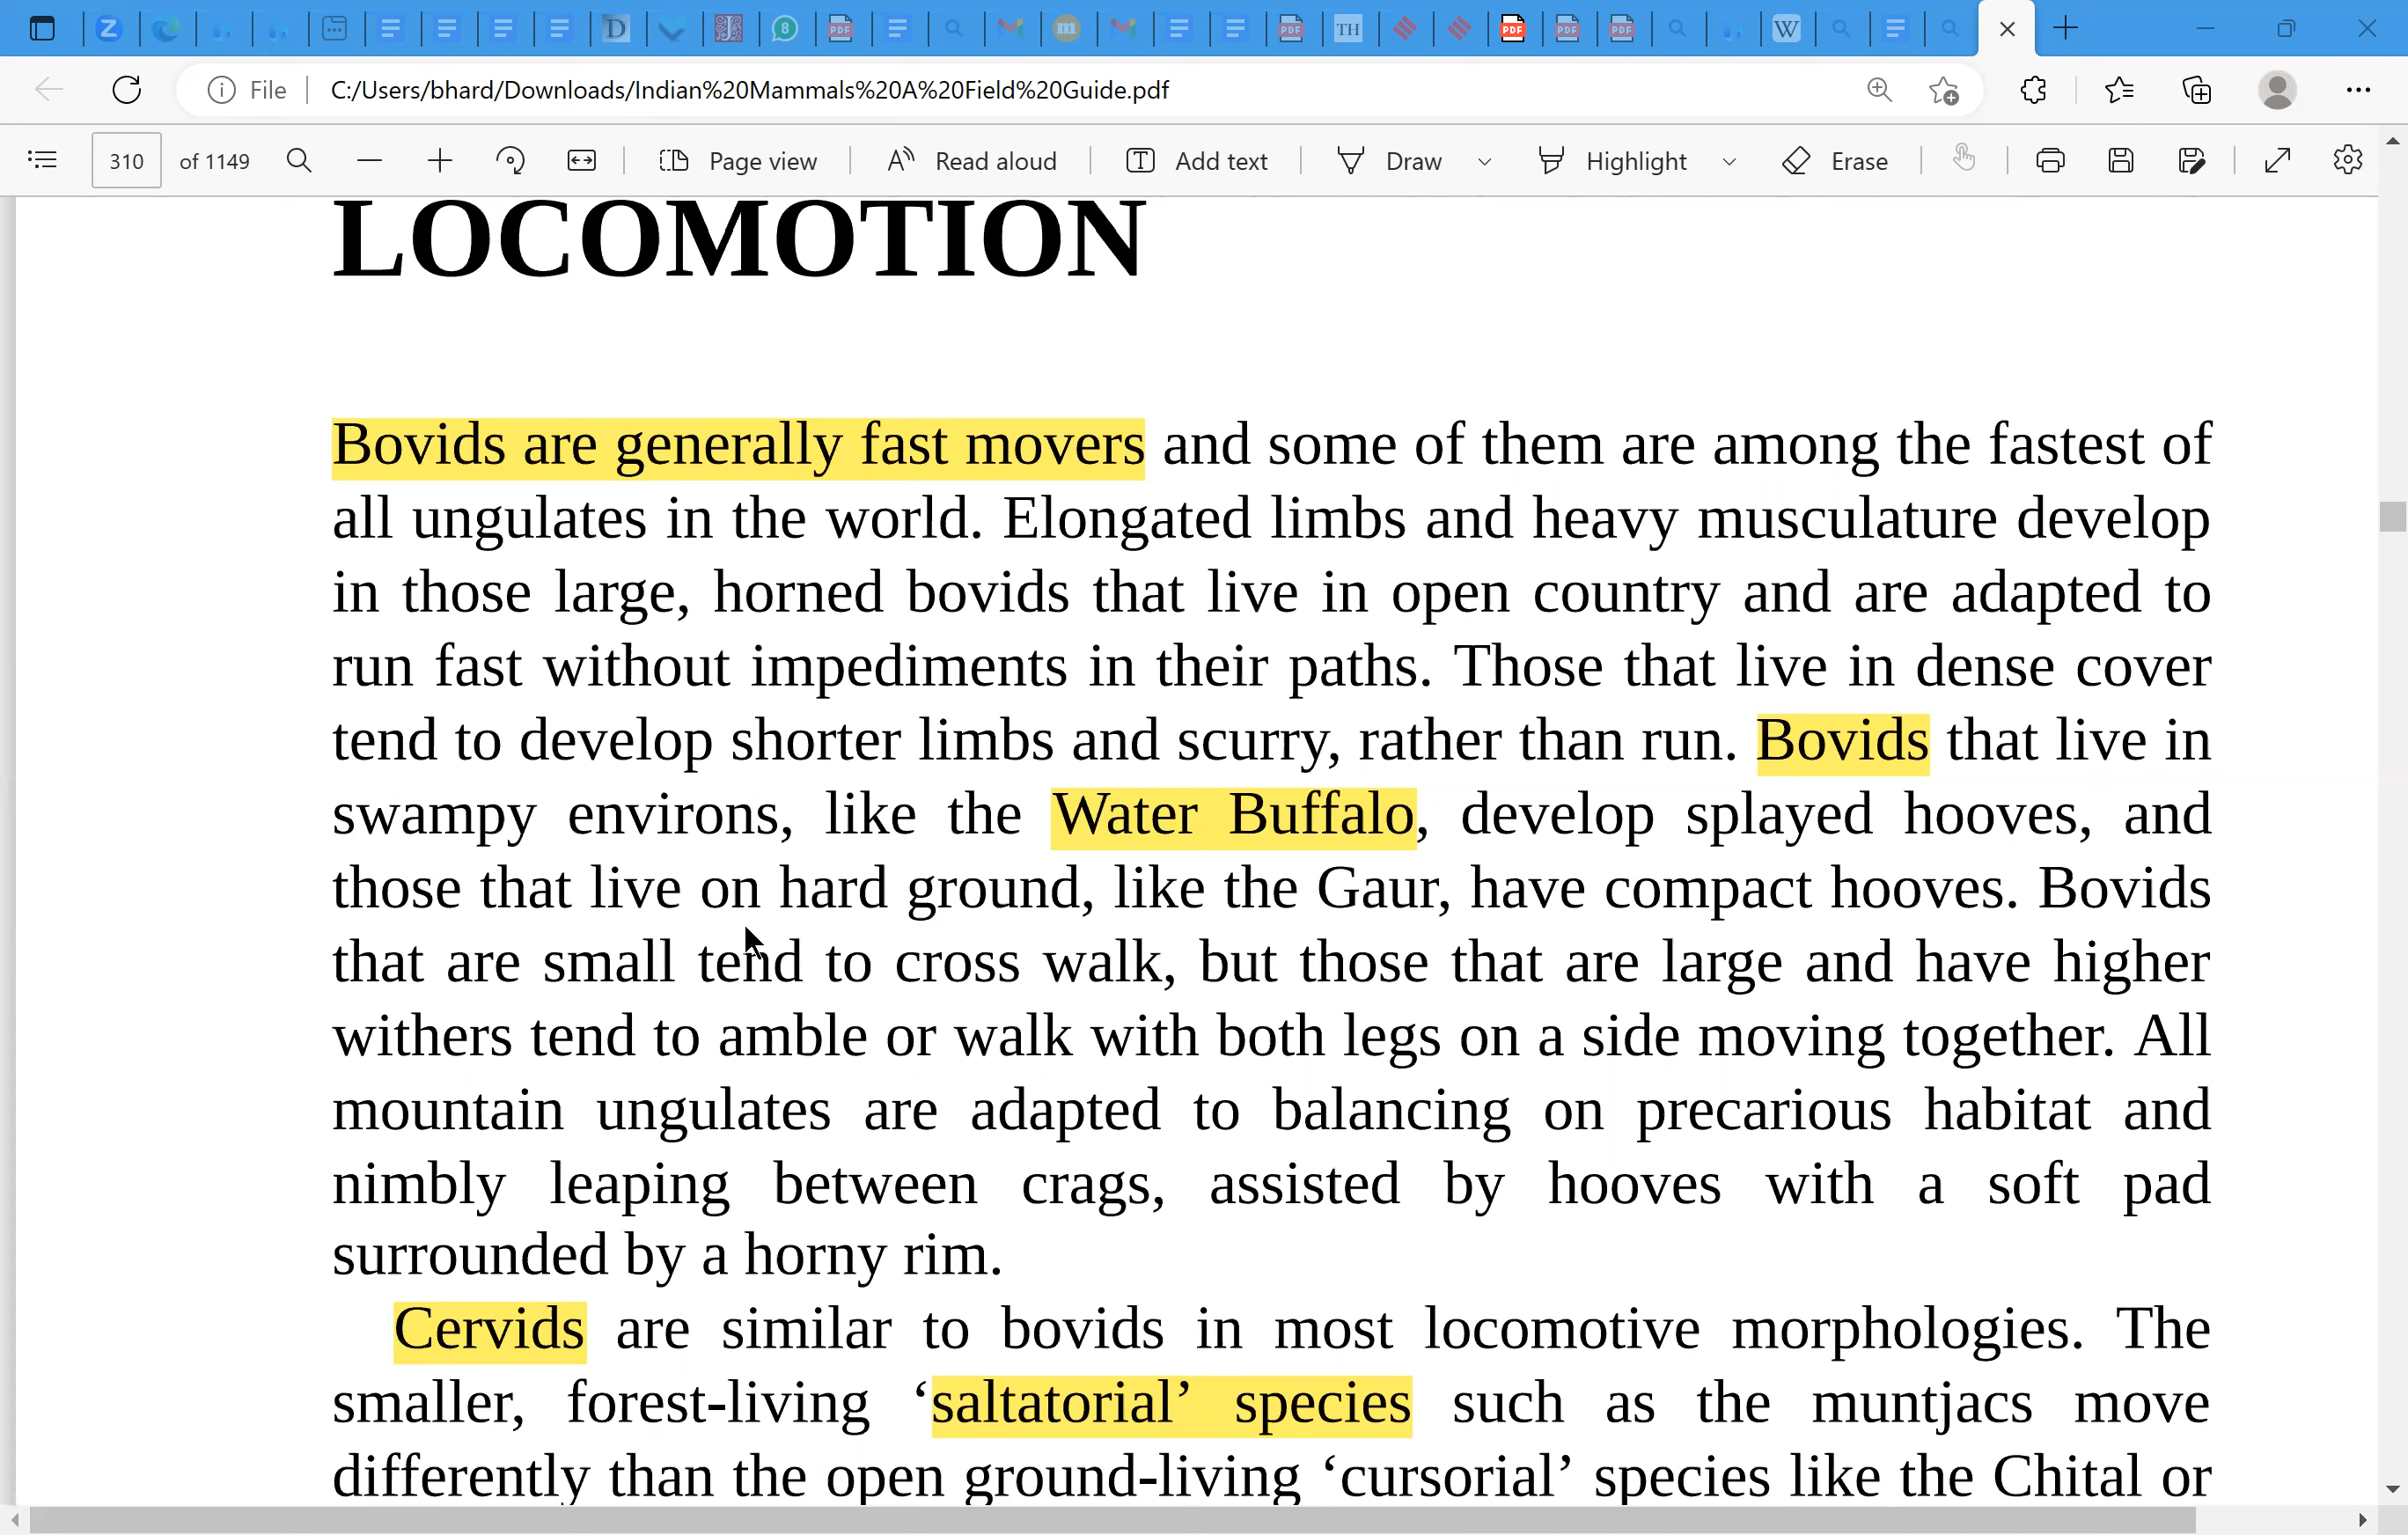 File C:/Users/bhard/Downloads/Indian%20Mammals%20A%20Field%20Guide.pdf
310 of 1149 Page view Read aloud Add text Draw Highlight Erase
LOCOMOTION
Bovids are generally fast movers and some of them are among the fastest of
all ungulates in the world. Elongated limbs and heavy musculature develop
in those large, horned bovids that live in open country and are adapted to
run fast without impediments in their paths. Those that live in dense cover
tend to develop shorter limbs and scurry, rather than run. Bovids that live in
swampy environs, like the Water Buffalo, develop splayed hooves, and
those that live on hard ground, like the Gaur, have compact hooves. Bovids
that are small tend to cross walk, but those that are large and have higher
withers tend to amble or walk with both legs on a side moving together. All
mountain ungulates are adapted to balancing on precarious habitat and
nimbly leaping between crags, assisted by hooves with a soft pad
surrounded by a horny rim.
Cervids are similar to bovids in most locomotive morphologies. The
smaller, forest-living ‘saltatorial’ species such as the muntjacs move
differently than the open ground-living ‘cursorial’ species like the Chital or